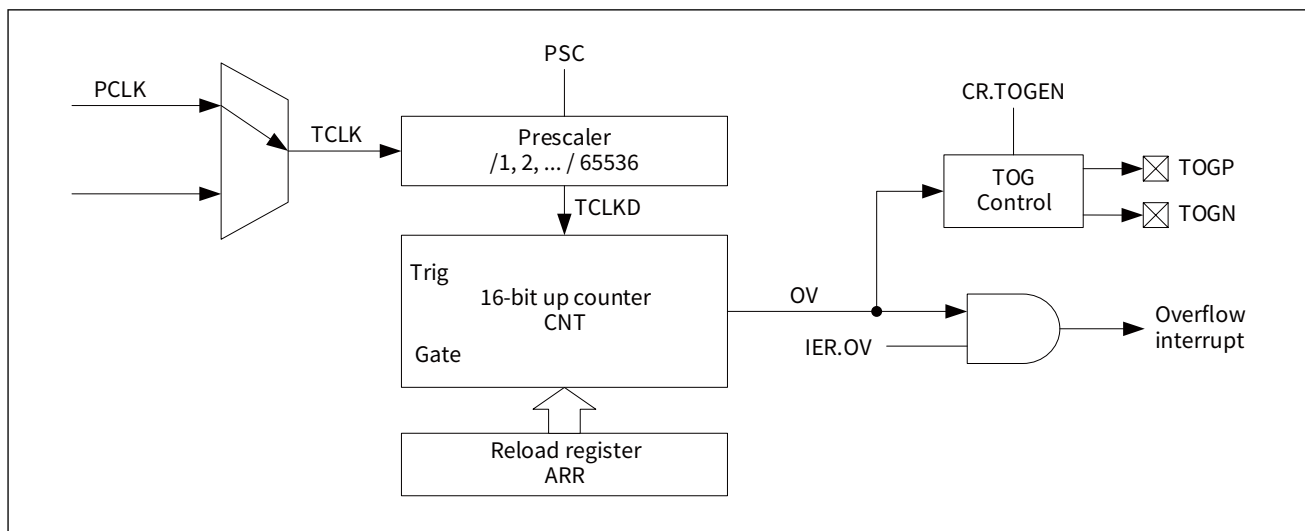 PSC
PCLK
CR.TOGEN
TCLK
Prescaler
/1, 2, ... / 65536
TOG
Control
TOGP
TOGN
TCLKD
Trig
16-bit up counter
CNT
Gate
OV
IER.OV
Overflow
interrupt
Reload register
ARR